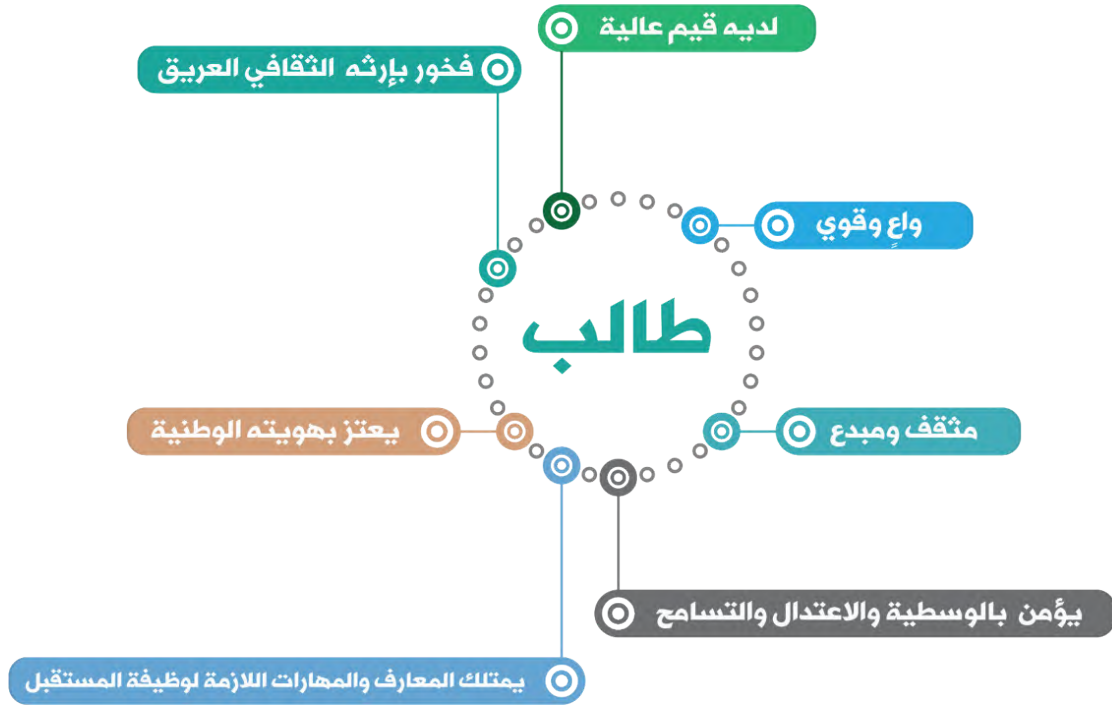 لديه قيم عالية
فخور بإرثه الثقافي العريق
واعٍ وقوي
طالب
يعتز بهويته الوطنية
مثقف ومبدع
يؤمن بالوسطية والاعتدال والتسامح
يمتلك المعارف والمهارات اللازمة لوظيفة المستقبل